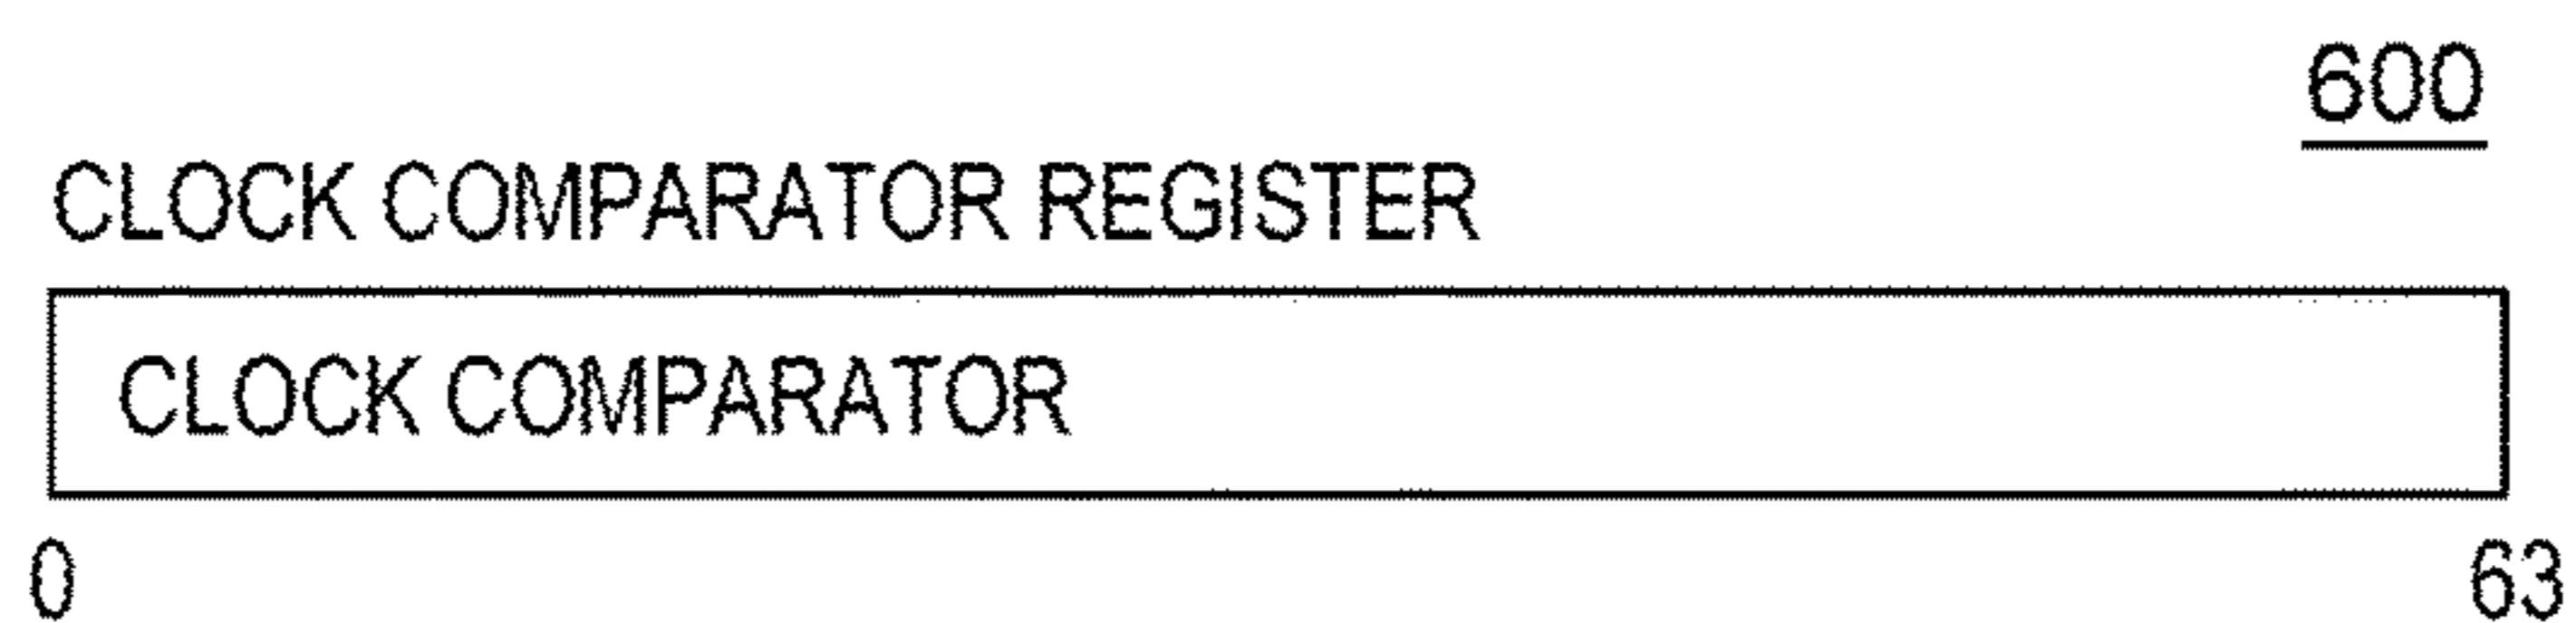 600
CLOCK COMPARATOR REGISTER
CLOCK COMPARATOR
0 63